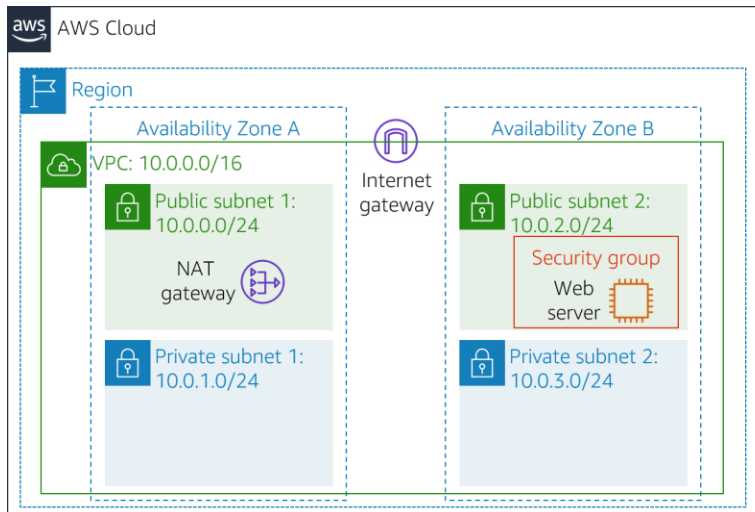 aws
AWS Cloud
Region
Availability Zone A
Availability Zone B
VPC: 10.0.0.0/16
Internet
gateway
Public subnet 1:
10.0.0.0/24
NAT
gateway
Public subnet 2:
10.0.2.0/24
Security group
Web
server
Private subnet 1:
10.0.1.0/24
Private subnet 2:
10.0.3.0/24